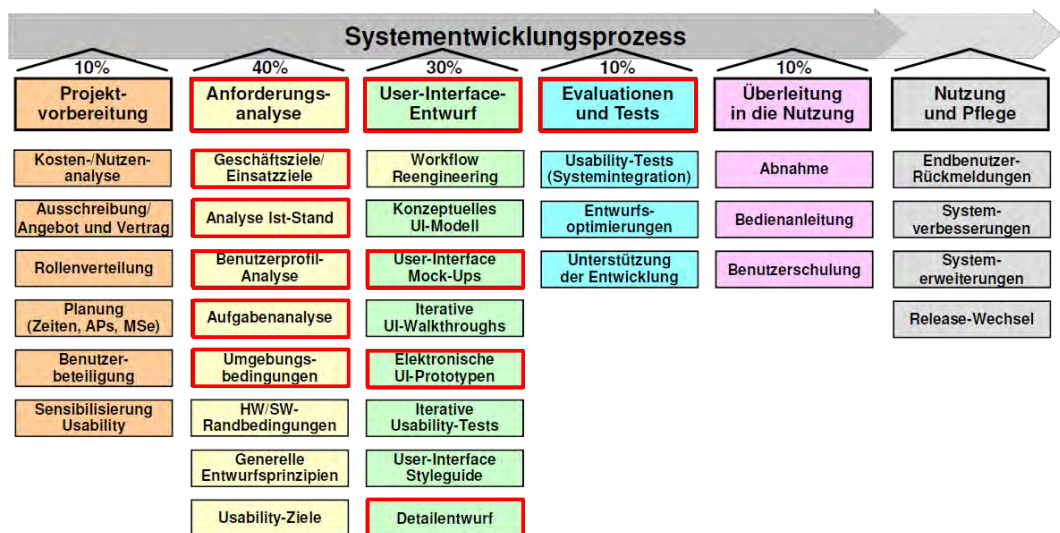 Systementwicklungsprozess
10%
40%
30%
10%
10%
Projekt-
vorbereitung
Anforderungs-
analyse
User-Interface-
Entwurf
Evaluationen
und Tests
Überleitung
in die Nutzung
Nutzung
und Pflege
Kosten-/Nutzen-
analyse
Ausschreibung/
Angebot und Vertrag
Rollenverteilung
Planung
(Zeiten, APs, MSe)
Benutzer-
beteiligung
Sensibilisierung
Usability
Geschäftsziele/
Einsatzziele
Analyse Ist-Stand
Benutzerprofil-
Analyse
Aufgabenanalyse
Umgebungs-
bedingungen
HW/SW-
Randbedingungen
Generelle
Entwurfsprinzipien
Usability-Ziele
Workflow
Reengineering
Konzeptuelles
UI-Modell
User-Interface
Mock-Ups
Iterative
UI-Walkthroughs
Elektronische
UI-Prototypen
Iterative
Usability-Tests
User-Interface
Styleguide
Detailentwurf
Usability-Tests
(Systemintegration)
Entwurfs-
optimierungen
Unterstützung
der Entwicklung
Abnahme
Bedienanleitung
Benutzerschulung
Endbenutzer-
Rückmeldungen
System-
verbesserungen
System-
erweiterungen
Release-Wechsel